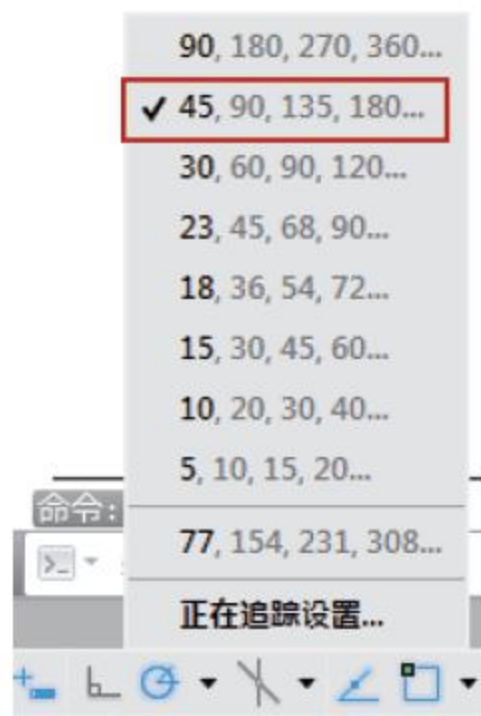 90, 180, 270, 360...
45, 90, 135, 180...
30, 60, 90, 120...
23, 45, 68, 90...
18, 36, 54, 72...
15, 30, 45, 60...
10, 20, 30, 40...
5, 10, 15, 20...
命令:
77, 154, 231, 308...
正在追踪设置...